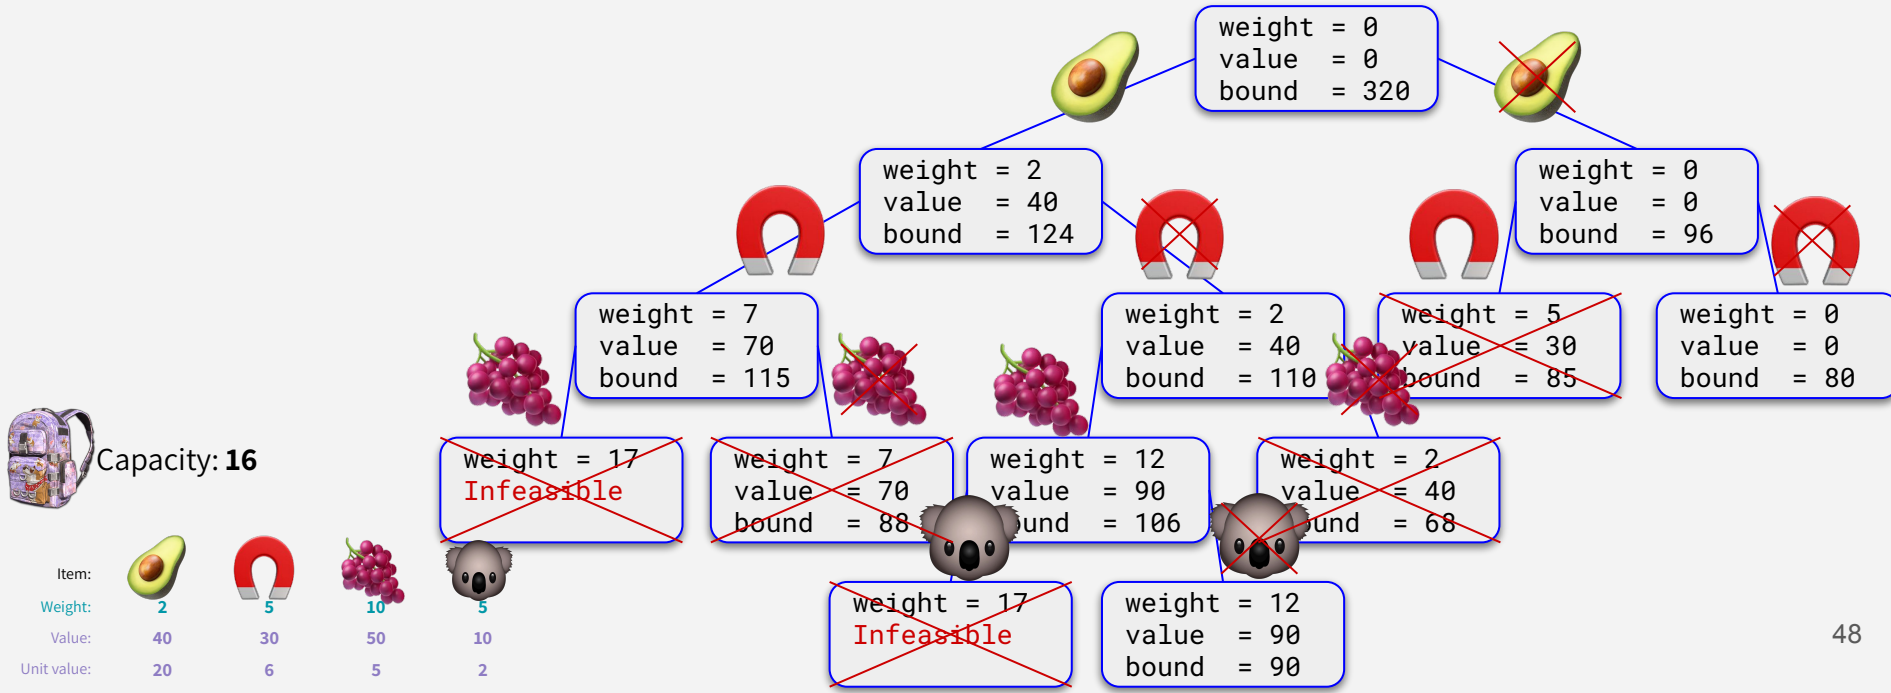 weight = 0
value = 0
bound = 320
weight = 2
value = 40
bound = 124
weight = 0
value = 0
bound = 96
weight = 7
value = 70
bound = 115
weight = 2
value = 40
bound = 110
weight = 5
value = 30
bound = 85
weight = 0
value = 0
bound = 80
weight = 17
Infeasible
weight = 7
value = 70
bound = 88
weight = 12
value = 90
bound = 106
weight = 2
value = 40
bound = 68
weight = 17
Infeasible
weight = 12
value = 90
bound = 90
Capacity: 16
Item:
Weight: 2 5 10 5
Value: 40 30 50 10
Unit value: 20 6 5 2
48